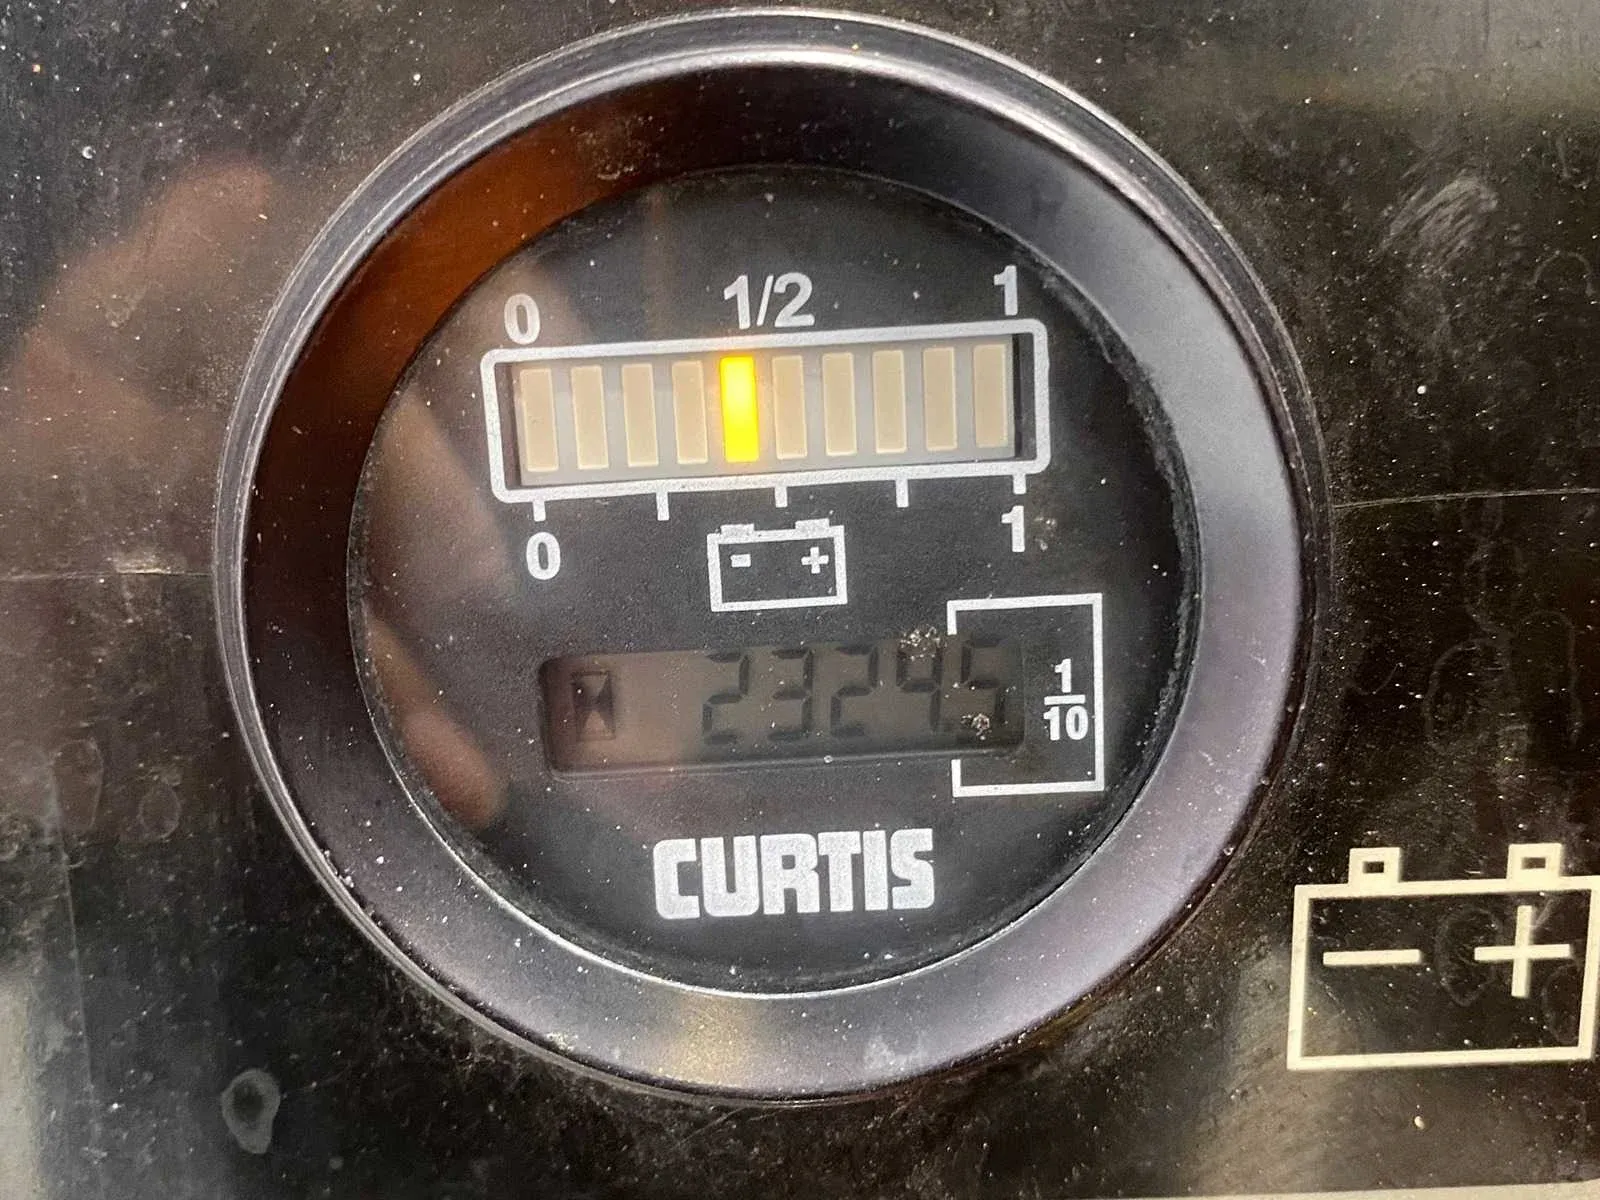 0 1/2 1
0 1
- +
2324.5
1/10
CURTIS
- +